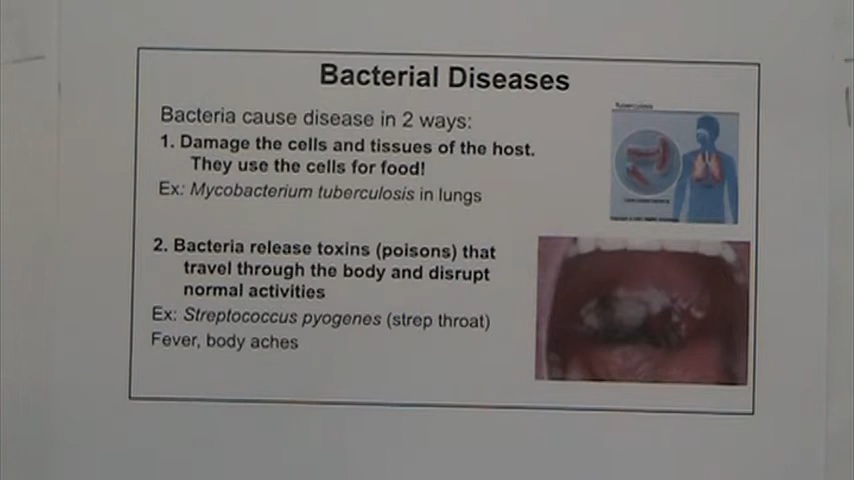 Bacterial Diseases
Bacteria cause disease in 2 ways:
1. Damage the cells and tissues of the host.
They use the cells for food!
Ex: Mycobacterium tuberculosis in lungs
2. Bacteria release toxins (poisons) that
travel through the body and disrupt
normal activities
Ex: Streptococcus pyogenes (strep throat)
Fever, body aches
Tuberculosis